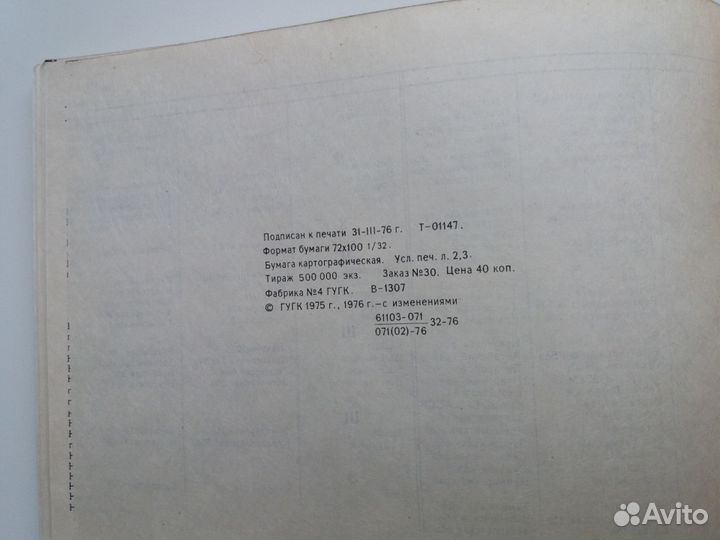 Подписан к печати 31-III-76 г. Т-01147.
Формат бумаги 72х100 1/32.
Бумага картографическая. Усл. печ. л. 2,3.
Тираж 500 000 экз. Заказ №30. Цена 40 коп.
Фабрика №4 ГУГК. В-1307
© ГУГК 1975 г., 1976 г.-с изменениями
61103-071
071(02)-76 32-76
Avito